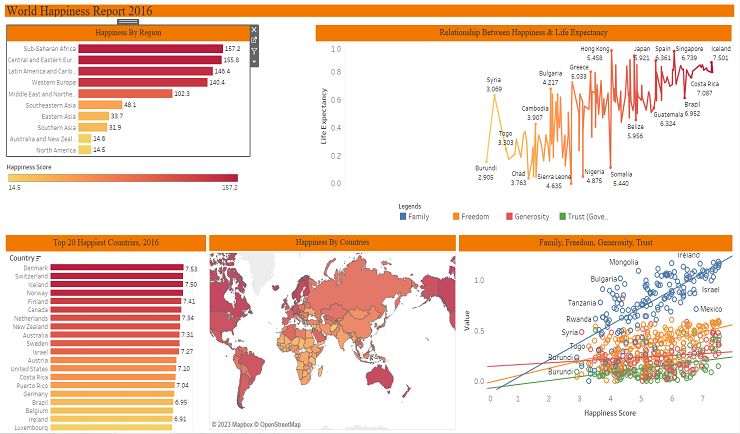 World Happiness Report 2016
Happiness By Region
Sub-Saharan Africa 157.2
Central and Eastern Eur.. 155.8
Latin America and Carib.. 146.4
Western Europe 140.4
Middle East and Northe.. 102.3
Southeastern Asia 48.1
Eastern Asia 33.7
Southern Asia 31.9
Australia and New Zeal.. 14.6
North America 14.5
Happiness Score
14.5 157.2
Relationship Between Happiness & Life Expectancy
Life Expectancy
1.0
0.8
0.6
0.4
0.2
0.0
Hong Kong
5.458
Japan
5.921
Spain
6.361
Singapore
6.739
Iceland
7.501
Syria
3.069
Bulgaria
4.217
Greece
5.033
Costa Rica
7.087
Cambodia
3.907
Brazil
6.952
Guatemala
6.324
Togo
3.303
Belize
5.956
Burundi
2.905
Chad
3.763
Sierra Leone
4.635
Nigeria
4.875
Somalia
5.440
Legends
Family Freedom Generosity Trust (Gove..
Top 20 Happiest Countries, 2016
Country
Denmark 7.53
Switzerland
Iceland 7.50
Norway
Finland 7.41
Canada
Netherlands 7.34
New Zealand
Australia 7.31
Sweden
Israel 7.27
Austria
United States 7.10
Costa Rica
Puerto Rico 7.04
Germany
Brazil 6.95
Belgium
Ireland 6.91
Luxembourg
Happiness By Countries
© 2023 Mapbox © OpenStreetMap
Family, Freedom, Generosity, Trust
Value
1.0
0.5
0.0
Ireland
Mongolia
Bulgaria
Israel
Tanzania
Mexico
Rwanda
Syria
Togo
Burundi
Burundi
0 1 2 3 4 5 6 7
Happiness Score